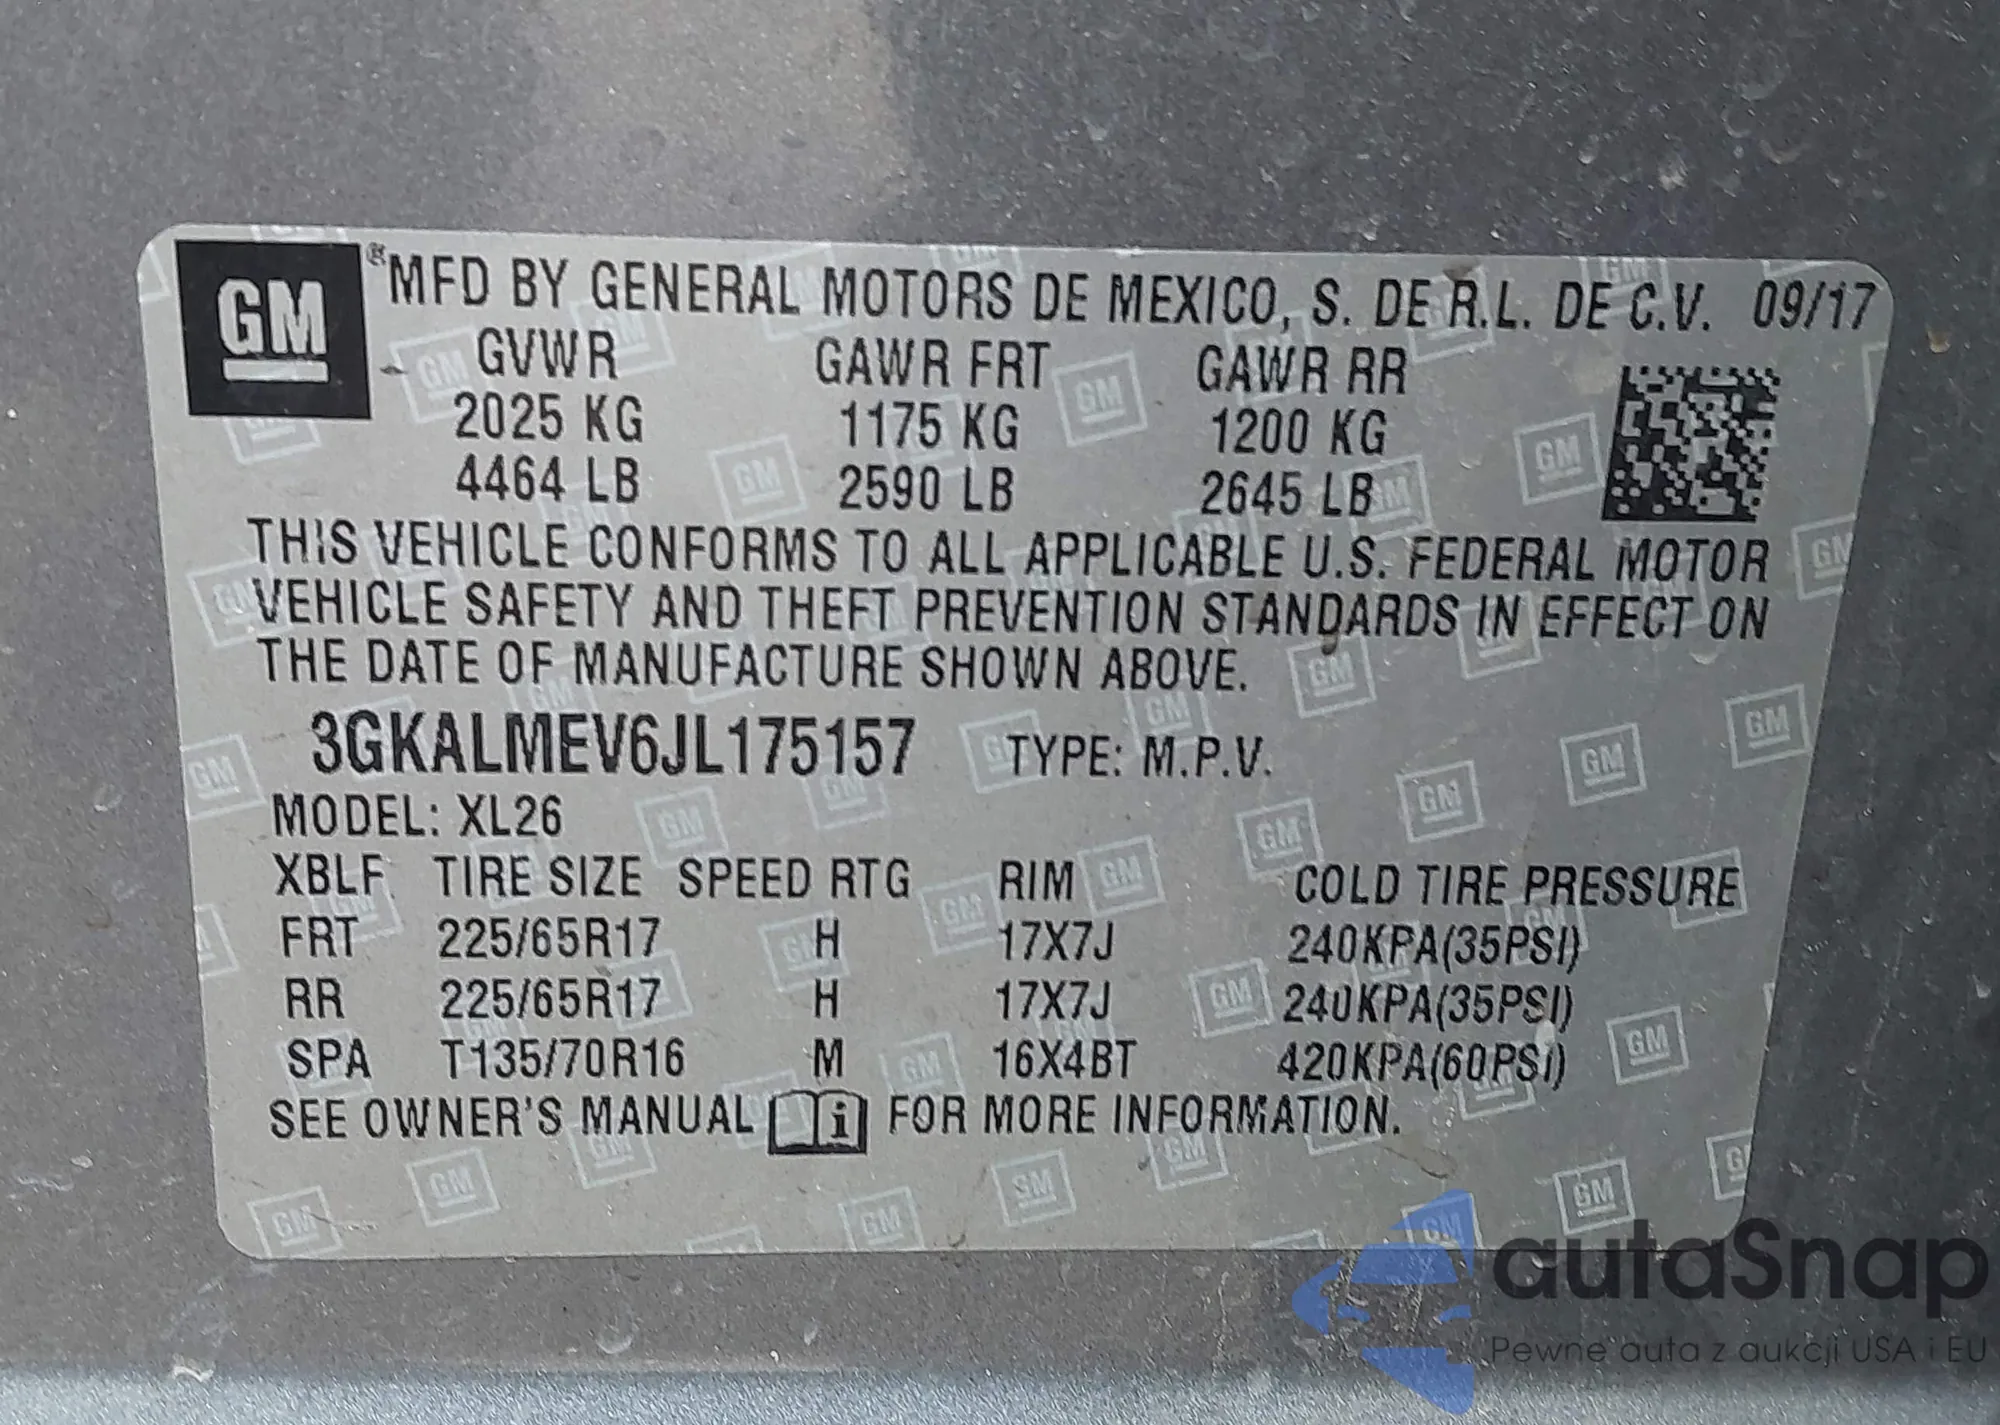 GM ® MFD BY GENERAL MOTORS DE MEXICO, S. DE R.L. DE C.V. 09/17
GVWR GAWR FRT GAWR RR
2025 KG 1175 KG 1200 KG
4464 LB 2590 LB 2645 LB
THIS VEHICLE CONFORMS TO ALL APPLICABLE U.S. FEDERAL MOTOR
VEHICLE SAFETY AND THEFT PREVENTION STANDARDS IN EFFECT ON
THE DATE OF MANUFACTURE SHOWN ABOVE.
3GKALMEV6JL175157 TYPE: M.P.V.
MODEL: XL26
XBLF TIRE SIZE SPEED RTG RIM COLD TIRE PRESSURE
FRT 225/65R17 H 17X7J 240KPA(35PSI)
RR 225/65R17 H 17X7J 240KPA(35PSI)
SPA T135/70R16 M 16X4BT 420KPA(60PSI)
SEE OWNER'S MANUAL i FOR MORE INFORMATION.
autaSnap
Pewne auta z aukcji USA i EU